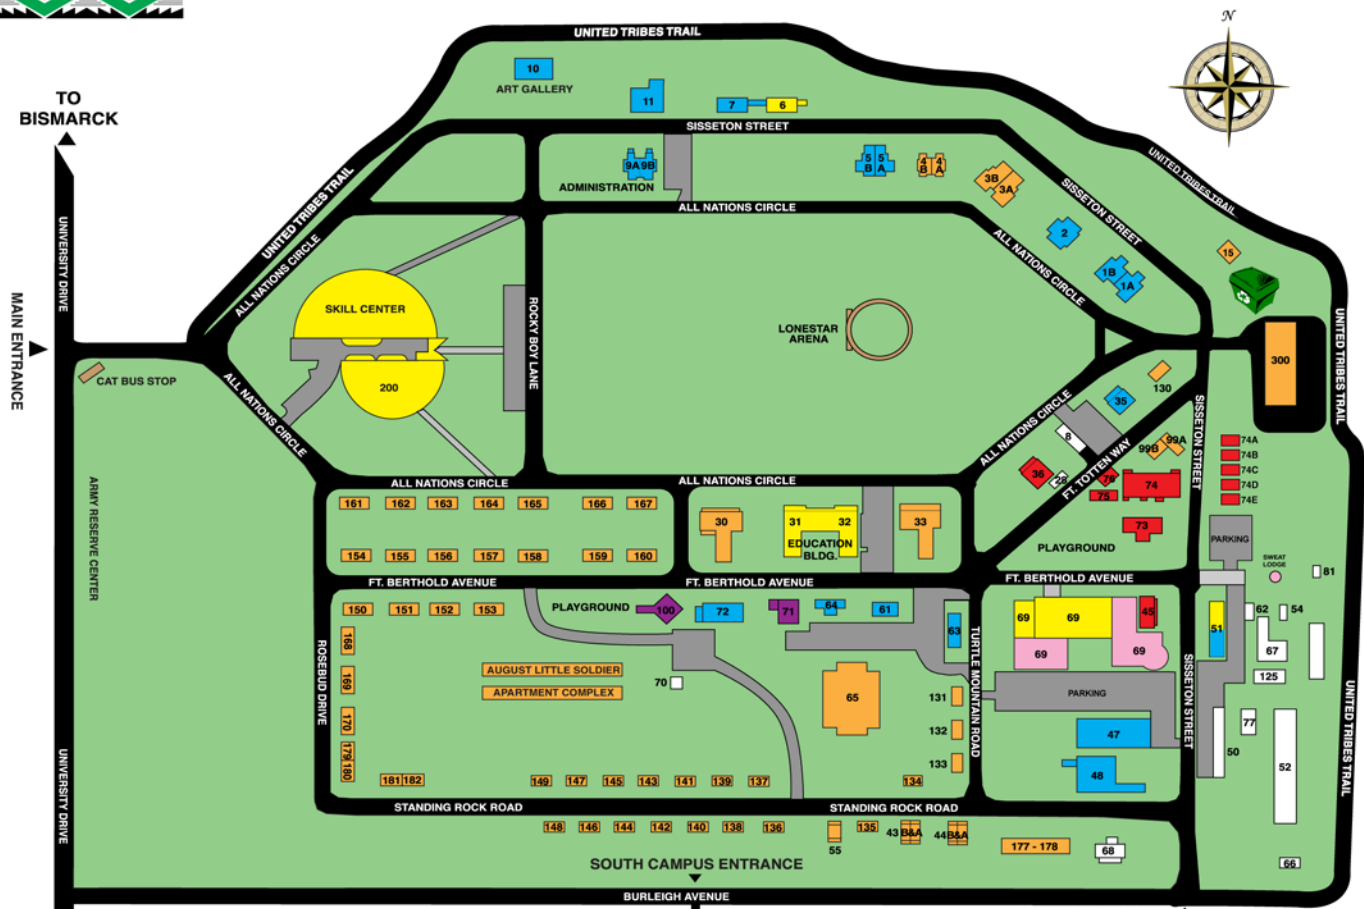 N
UNITED TRIBES TRAIL
10
ART GALLERY
11
7
6
TO
BISMARCK
SISSETON STREET
9A 9B
ADMINISTRATION
5B
5A
4B
4A
3B
3A
UNITED TRIBES TRAIL
SISSETON STREET
UNITED TRIBES TRAIL
ALL NATIONS CIRCLE
ALL NATIONS CIRCLE
2
ALL NATIONS CIRCLE
1B
1A
15
UNIVERSITY DRIVE
MAIN ENTRANCE
SKILL CENTER
200
ROCKY BOY LANE
LONESTAR
ARENA
300
UNITED TRIBES TRAIL
CAT BUS STOP
ALL NATIONS CIRCLE
130
35
ALL NATIONS CIRCLE
8
SISSETON STREET
99A
99B
FT. TOTTEN WAY
36
28
76
75
74
73
74A
74B
74C
74D
74E
ARMY RESERVE CENTER
ALL NATIONS CIRCLE
ALL NATIONS CIRCLE
161
162
163
164
165
166
167
30
31
32
EDUCATION
BLDG.
33
PLAYGROUND
PARKING
SWEAT
LODGE
81
154
155
156
157
158
159
160
FT. BERTHOLD AVENUE
FT. BERTHOLD AVENUE
FT. BERTHOLD AVENUE
150
151
152
153
PLAYGROUND
100
72
71
64
61
63
69
69
45
51
62
54
168
169
170
179
180
ROSEBUD DRIVE
AUGUST LITTLE SOLDIER
APARTMENT COMPLEX
70
65
69
69
67
125
TURTLE MOUNTAIN ROAD
SISSETON STREET
UNITED TRIBES TRAIL
131
132
133
PARKING
47
48
77
50
52
UNIVERSITY DRIVE
181
182
149
147
145
143
141
139
137
134
STANDING ROCK ROAD
STANDING ROCK ROAD
148
146
144
142
140
138
136
55
135
43 B&A
44 B&A
177 - 178
68
66
SOUTH CAMPUS ENTRANCE
BURLEIGH AVENUE